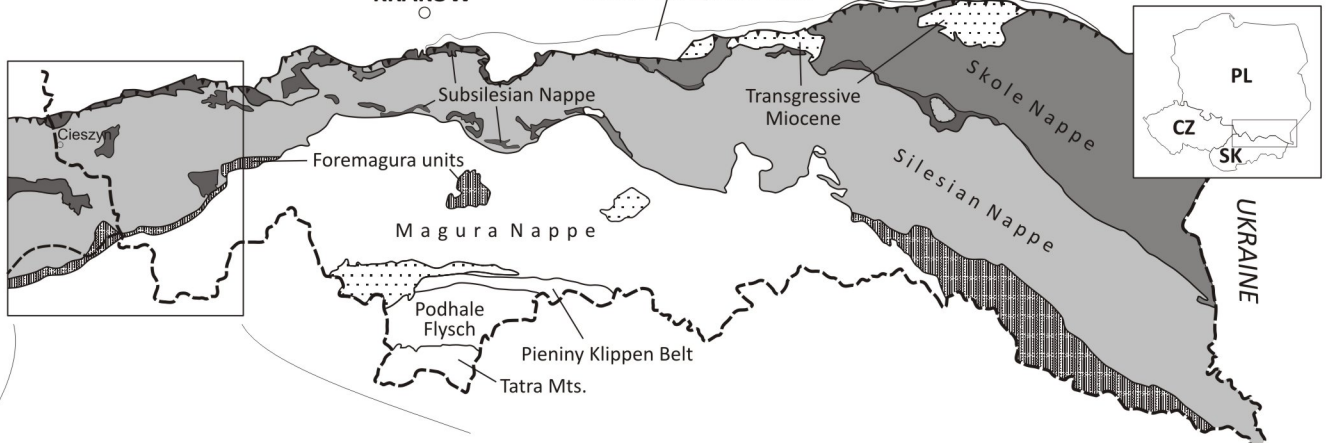 KRAKÓW
Cieszyn
Subsilesian Nappe
Foremagura units
Magura Nappe
Transgressive
Miocene
Skole Nappe
Silesian Nappe
Podhale
Flysch
Pieniny Klippen Belt
Tatra Mts.
UKRAINE
PL
CZ
SK